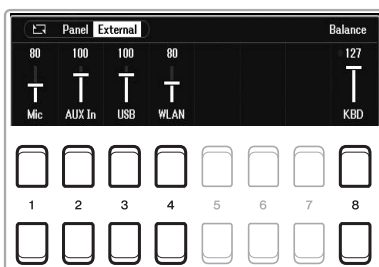 Panel External Balance
80 100 100 80 127
Mic AUX In USB WLAN KBD
1 2 3 4 5 6 7 8